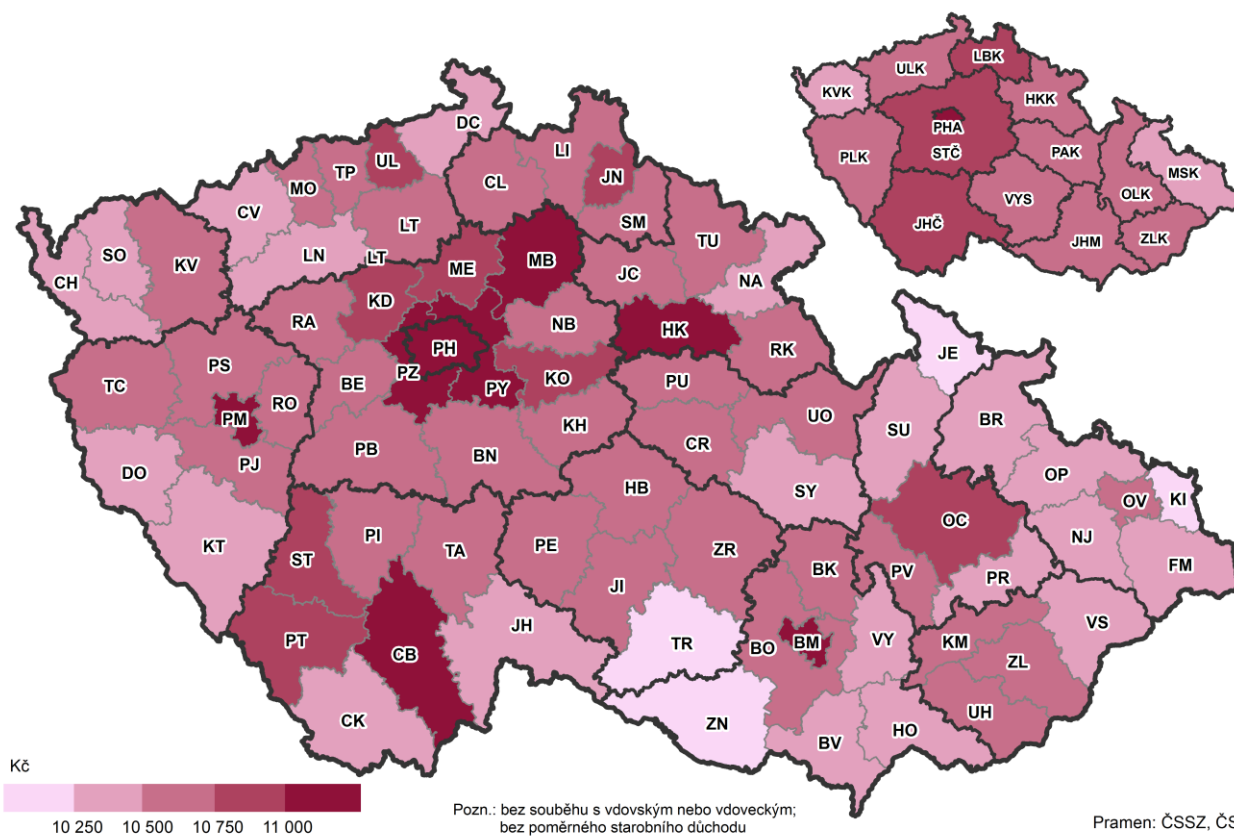 DC
UL
LI
TP
JN
MO
CL
CV
LT
SM
SO
LN
LT
TU
KV
ME
MB
CH
JC
NA
KD
RA
NB
HK
PH
RK
PS
PZ
BE
PY
KO
JE
TC
RO
PU
PM
SU
BR
KH
UO
PB
BN
CR
PJ
DO
OP
HB
SY
OV
KI
OC
NJ
KT
ST
PI
TA
PE
ZR
BK
PV
FM
PR
JI
JH
TR
BO
BM
VY
VS
PT
CB
KM
ZL
UH
CK
ZN
BV
HO
LBK
ULK
KVK
HKK
PHA
STČ
PLK
PAK
MSK
VYS
OLK
JHČ
JHM
ZLK
Kč
10 250 10 500 10 750 11 000
Pozn.: bez souběhu s vdovským nebo vdoveckým;
bez poměrného starobního důchodu
Pramen: ČSSZ, ČS